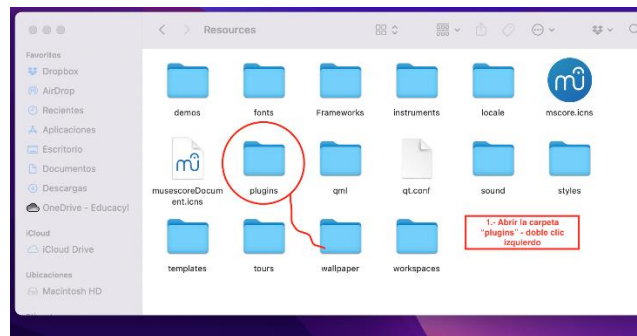 Resources
Favoritos
Dropbox
AirDrop
Recientes
Aplicaciones
Escritorio
Documentos
Descargas
OneDrive - Educacyl
iCloud
iCloud Drive
Ubicaciones
Macintosh HD
demos
fonts
Frameworks
instruments
locale
mscore.icns
musescoreDocum
ent.icns
plugins
qml
qt.conf
sound
styles
1.- Abrir la carpeta
"plugins" - doble clic
izquierdo
templates
tours
wallpaper
workspaces